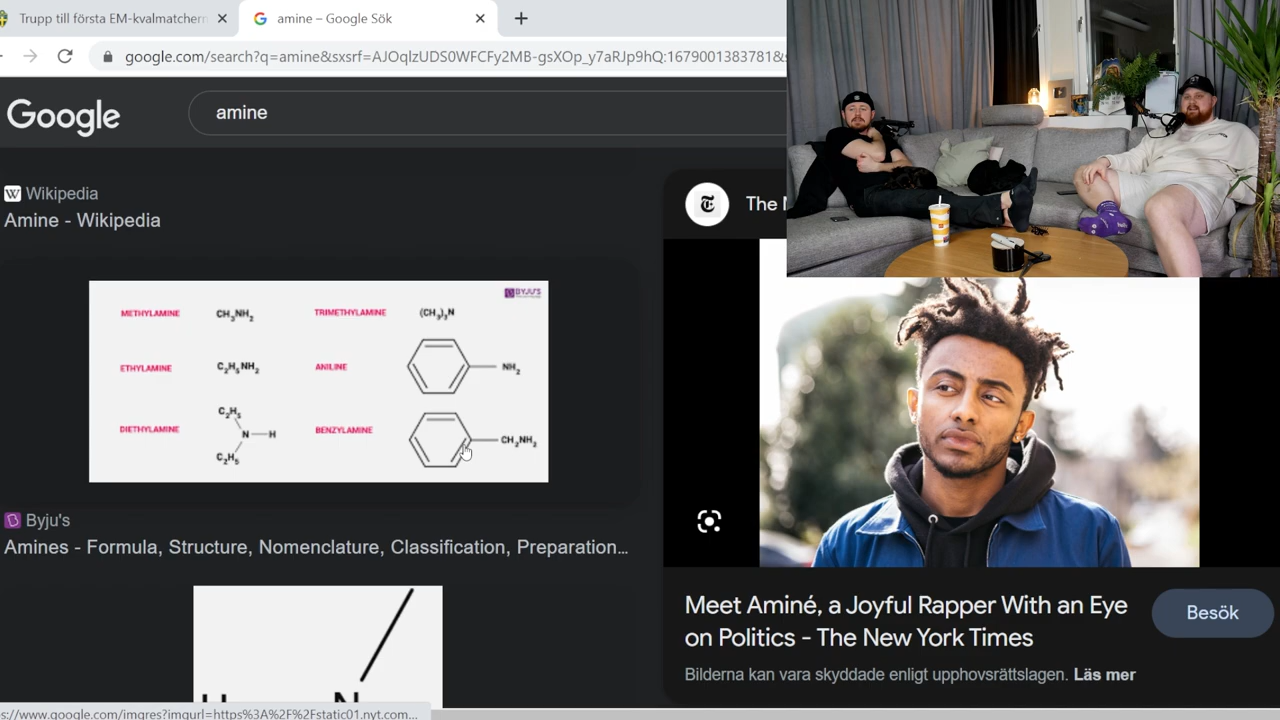 Trupp till första EM-kvalmatchern
amine – Google Sök
google.com/search?q=amine&sxsrf=AJOqlzUDS0WFCFy2MB-gsXOp_y7aRJp9hQ:1679001383781&s
Google
amine
W Wikipedia
Amine - Wikipedia
BYJU'S
METHYLAMINE CH3NH2 TRIMETHYLAMINE (CH3)3N
ETHYLAMINE C2H5NH2 ANILINE NH2
DIETHYLAMINE C2H5 N H C2H5 BENZYLAMINE CH2NH2
Byju's
Amines - Formula, Structure, Nomenclature, Classification, Preparation...
H N
The
Meet Aminé, a Joyful Rapper With an Eye
on Politics - The New York Times
Besök
Bilderna kan vara skyddade enligt upphovsrättslagen. Läs mer
s://www.google.com/imgres?imgurl=https%3A%2F%2Fstatic01.nyt.com...